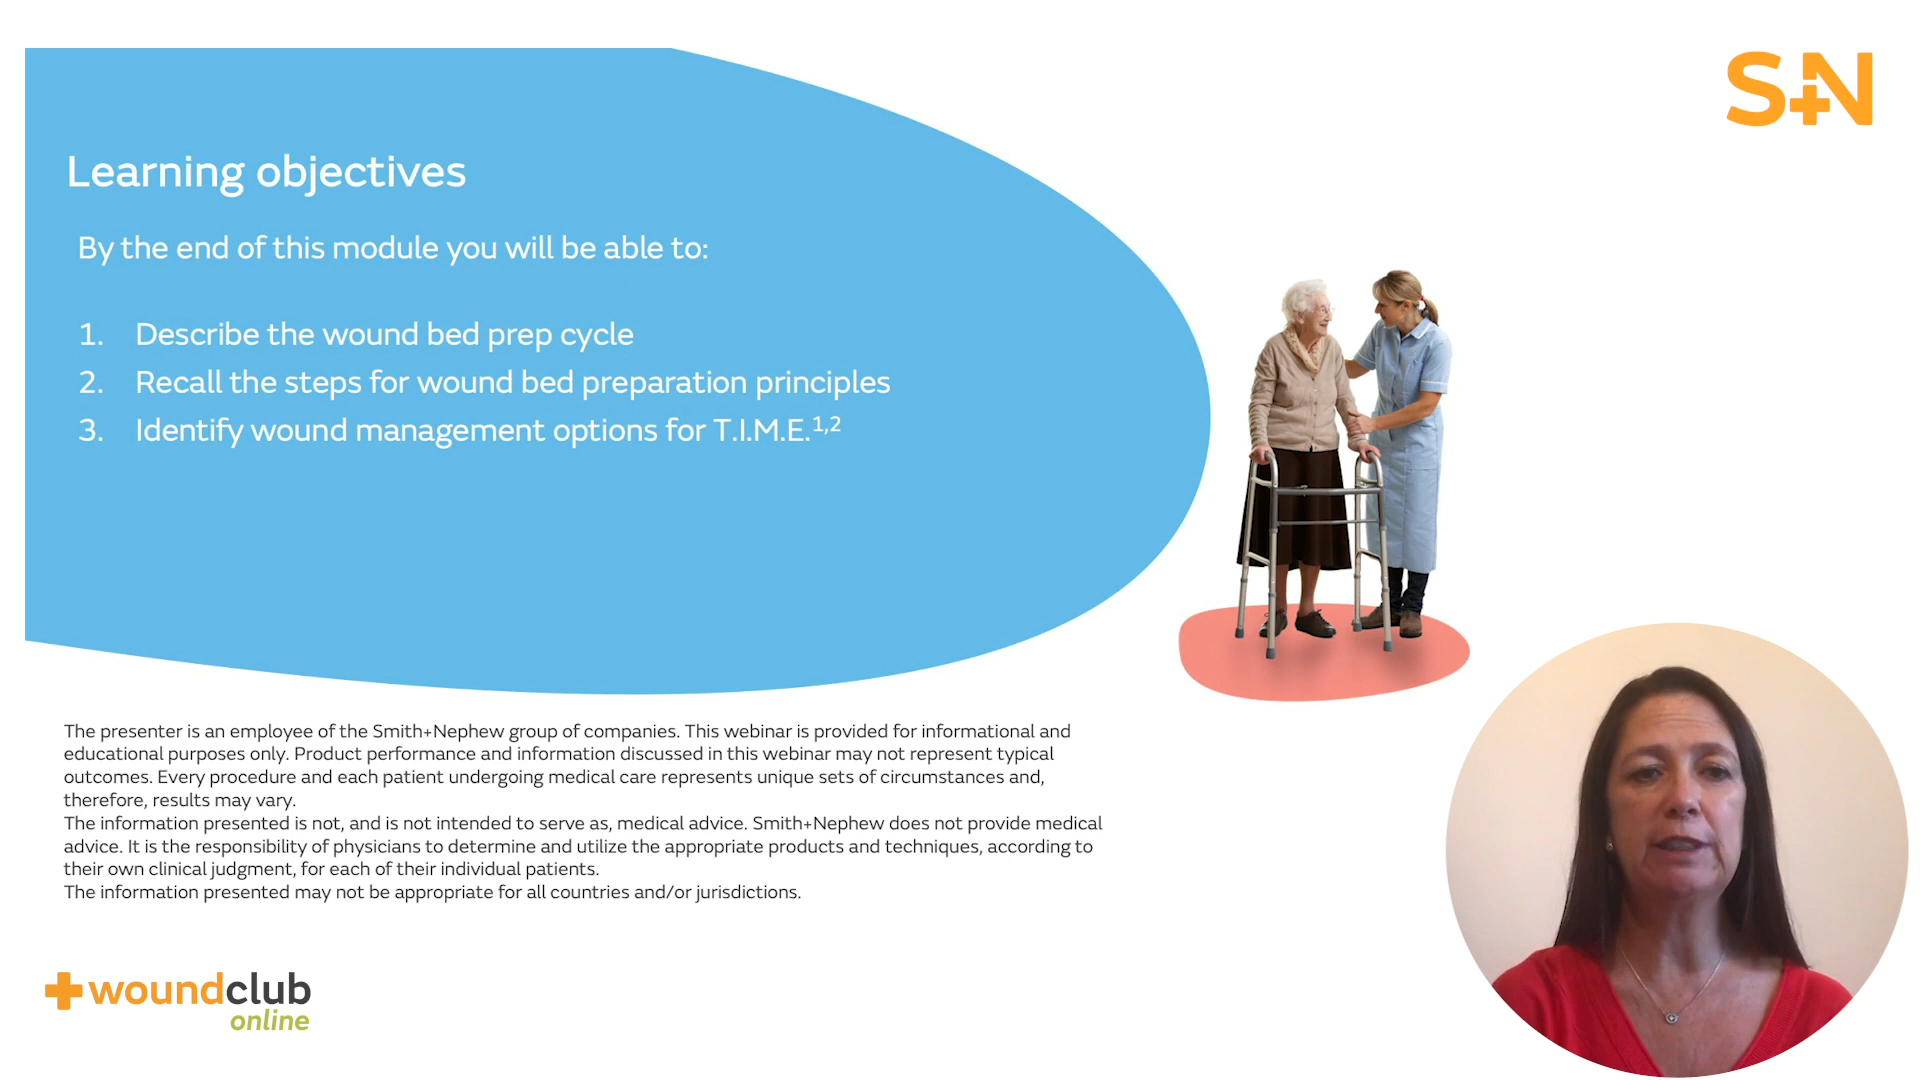 S+N
Learning objectives
By the end of this module you will be able to:
1. Describe the wound bed prep cycle
2. Recall the steps for wound bed preparation principles
3. Identify wound management options for T.I.M.E.1,2
The presenter is an employee of the Smith+Nephew group of companies. This webinar is provided for informational and
educational purposes only. Product performance and information discussed in this webinar may not represent typical
outcomes. Every procedure and each patient undergoing medical care represents unique sets of circumstances and,
therefore, results may vary.
The information presented is not, and is not intended to serve as, medical advice. Smith+Nephew does not provide medical
advice. It is the responsibility of physicians to determine and utilize the appropriate products and techniques, according to
their own clinical judgment, for each of their individual patients.
The information presented may not be appropriate for all countries and/or jurisdictions.
woundclub
online